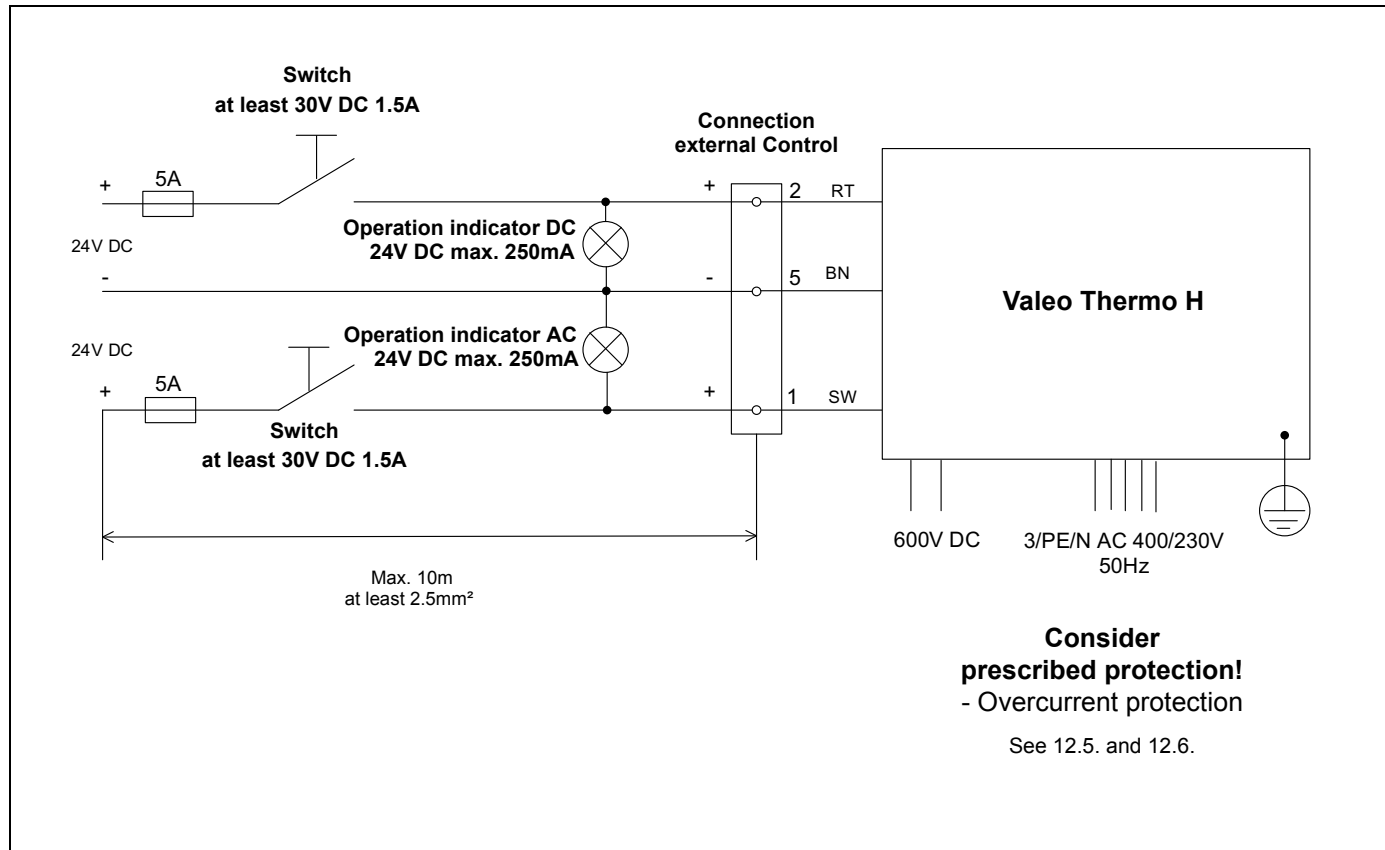 Switch
at least 30V DC 1.5A
Connection
external Control
+
5A
+
2
RT
Operation indicator DC
24V DC max. 250mA
24V DC
-
-
5
BN
Valeo Thermo H
Operation indicator AC
24V DC max. 250mA
24V DC
+
5A
+
1
SW
Switch
at least 30V DC 1.5A
600V DC
3/PE/N AC 400/230V
50Hz
Max. 10m
at least 2.5mm²
Consider
prescribed protection!
- Overcurrent protection
See 12.5. and 12.6.